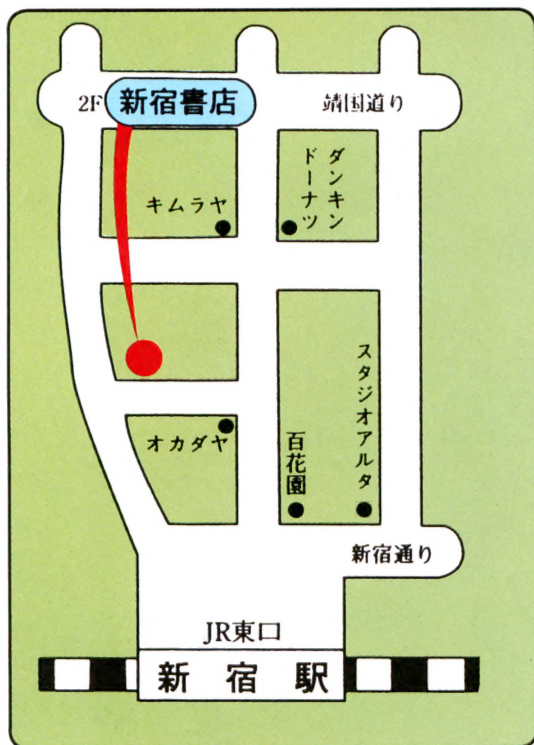 2F 新宿書店
靖国通り
キムラヤ
ダンキン
ドーナツ
オカダヤ
百花園
スタジオアルタ
新宿通り
JR東口
新宿駅